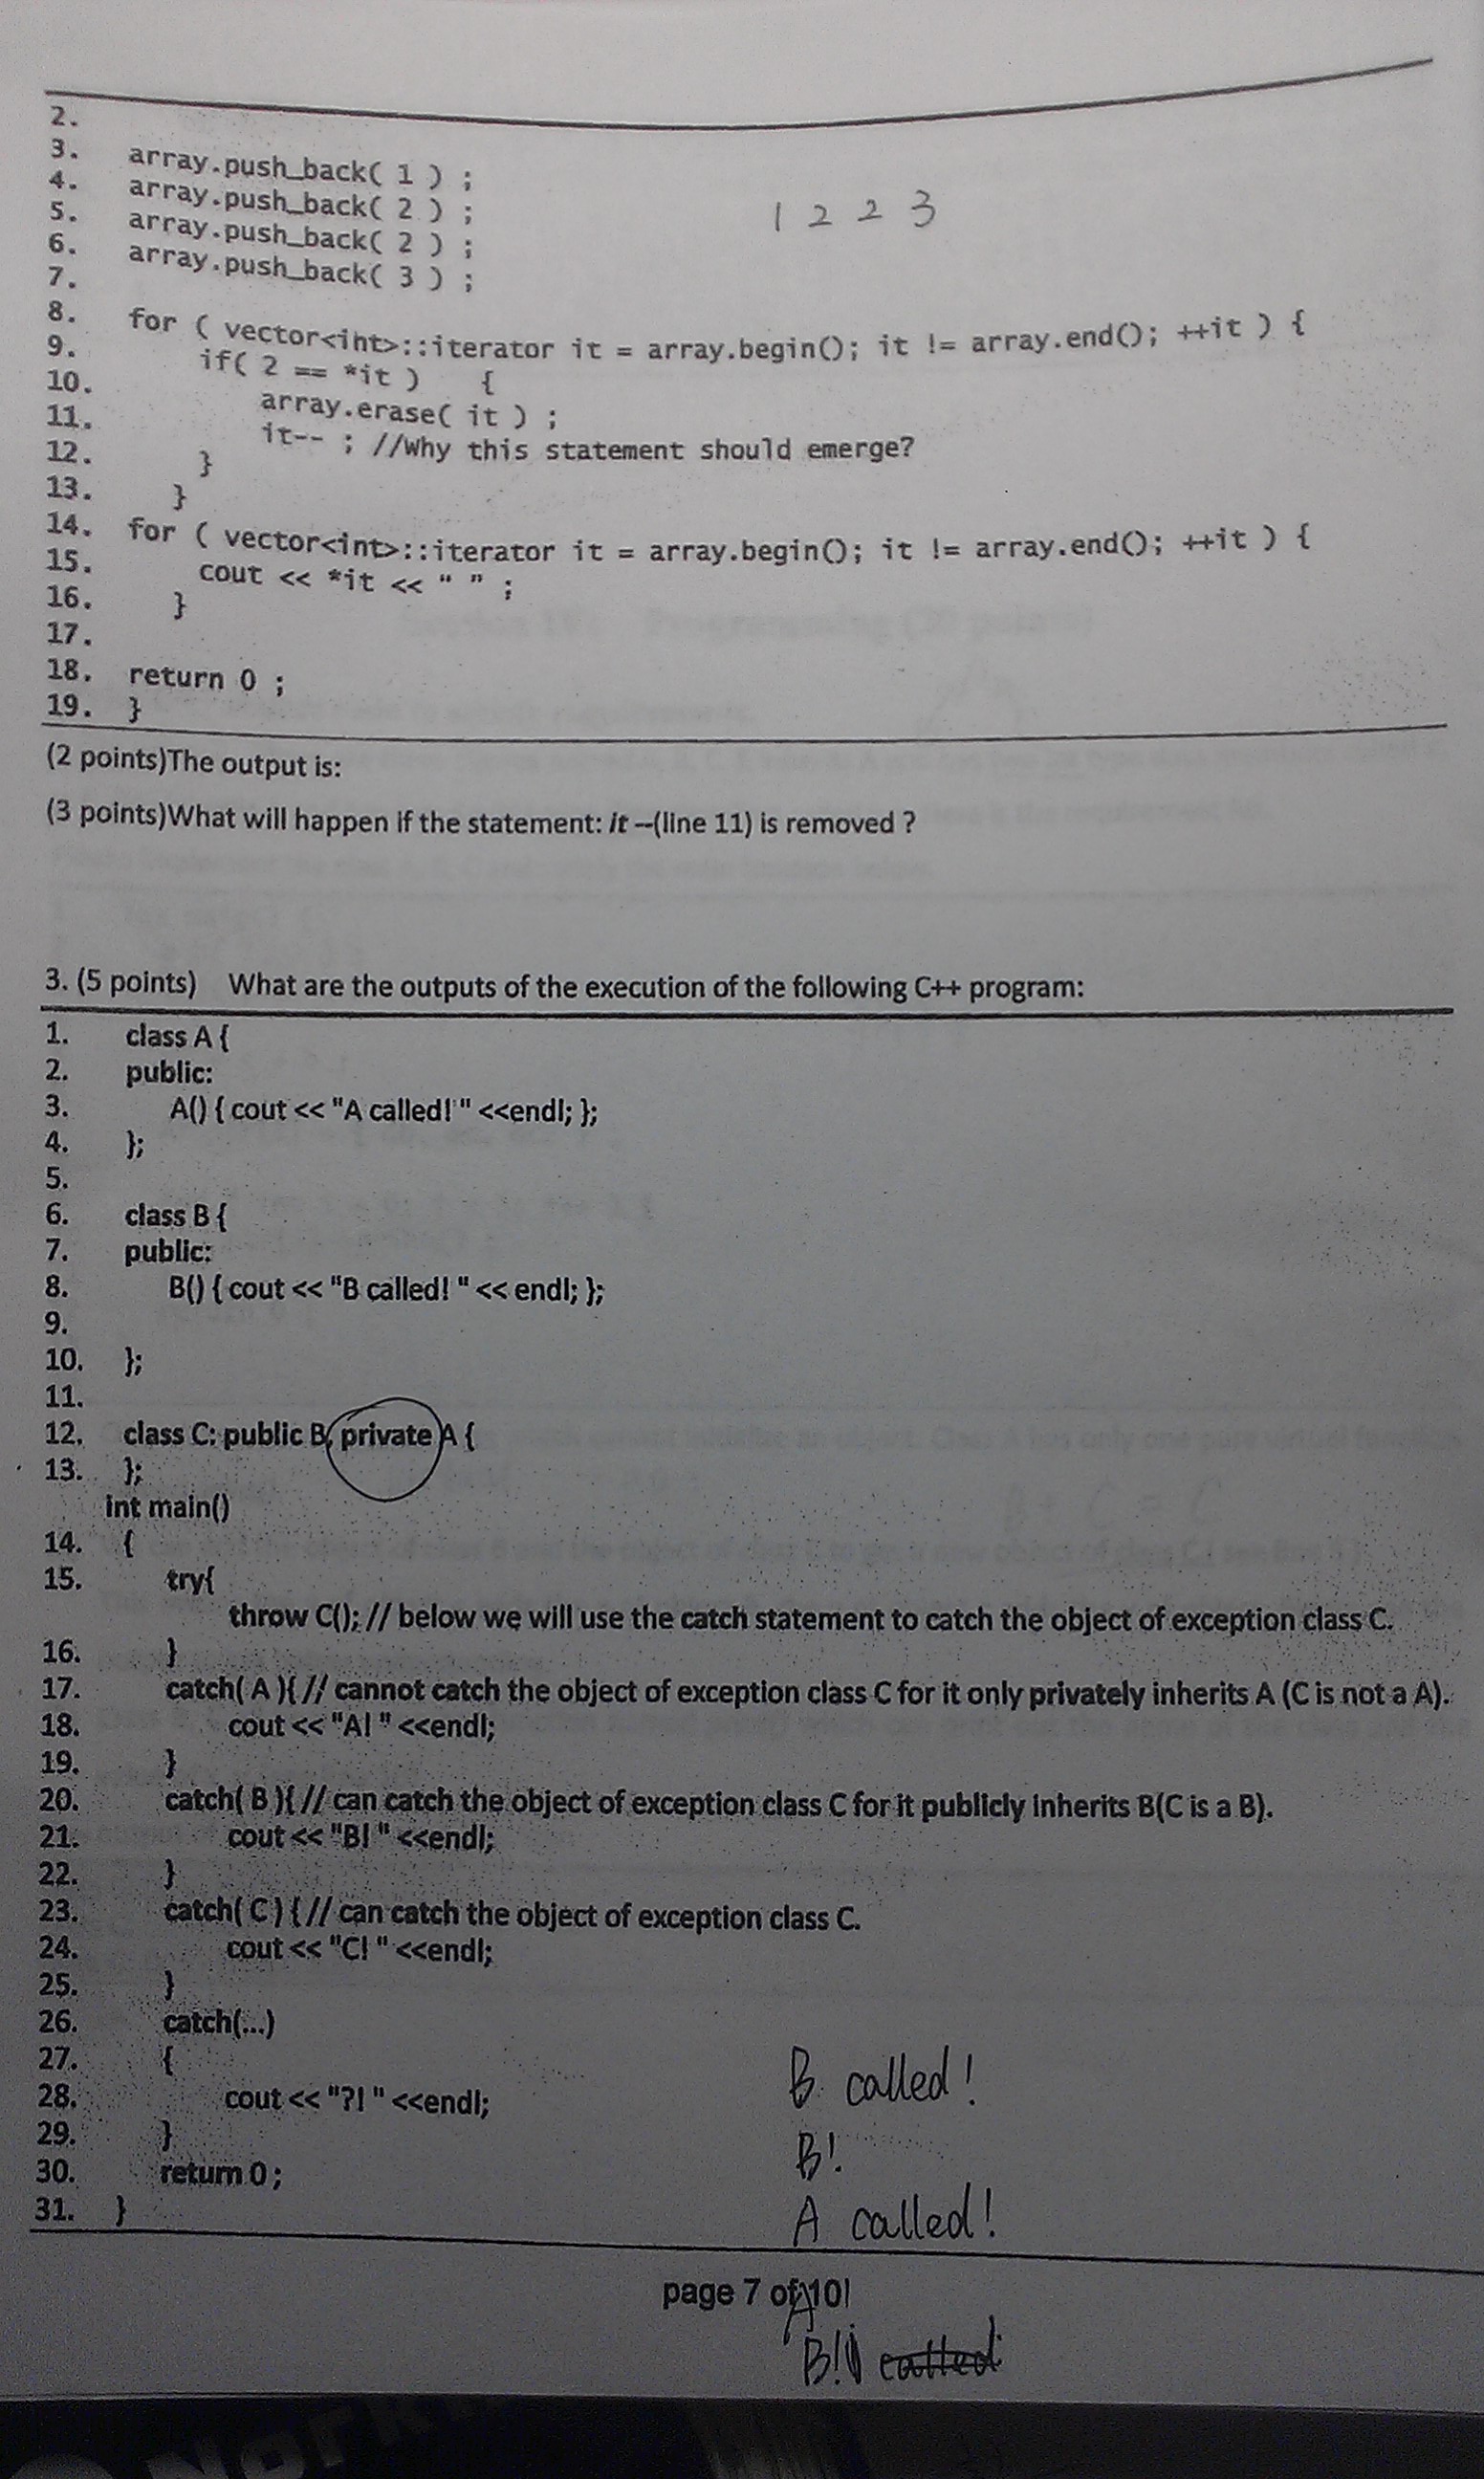 2.
3. array.push_back( 1 ) ;
4. array.push_back( 2 ) ;
5. array.push_back( 2 ) ;
6. array.push_back( 3 ) ;
1 2 2 3
7.
8. for ( vector<int>::iterator it = array.begin(); it != array.end(); ++it ) {
9. if( 2 == *it ) {
10. array.erase( it ) ;
11. it-- ; //Why this statement should emerge?
12. }
13. }
14. for ( vector<int>::iterator it = array.begin(); it != array.end(); ++it ) {
15. cout << *it << “ ” ;
16. }
17.
18. return 0 ;
19. }
(2 points)The output is:
(3 points)What will happen if the statement: it --(line 11) is removed ?
3. (5 points) What are the outputs of the execution of the following C++ program:
1. class A {
2. public:
3. A() { cout << "A called! " <<endl; };
4. };
5.
6. class B {
7. public:
8. B() { cout << "B called! " << endl; };
9.
10. };
11.
12. class C: public B, private A {
13. };
int main()
14. {
15. try{
throw C(); // below we will use the catch statement to catch the object of exception class C.
16. }
17. catch( A ){ // cannot catch the object of exception class C for it only privately inherits A (C is not a A).
18. cout << "A! " <<endl;
19. }
20. catch( B ){ // can catch the object of exception class C for it publicly inherits B(C is a B).
21. cout << "B! " <<endl;
22. }
23. catch( C ) { // can catch the object of exception class C.
24. cout << "C! " <<endl;
25. }
26. catch(...)
27. {
28. cout << "?! " <<endl;
29. }
30. return 0 ;
31. }
B called!
B!
A called!
page 7 of 10
A
B!